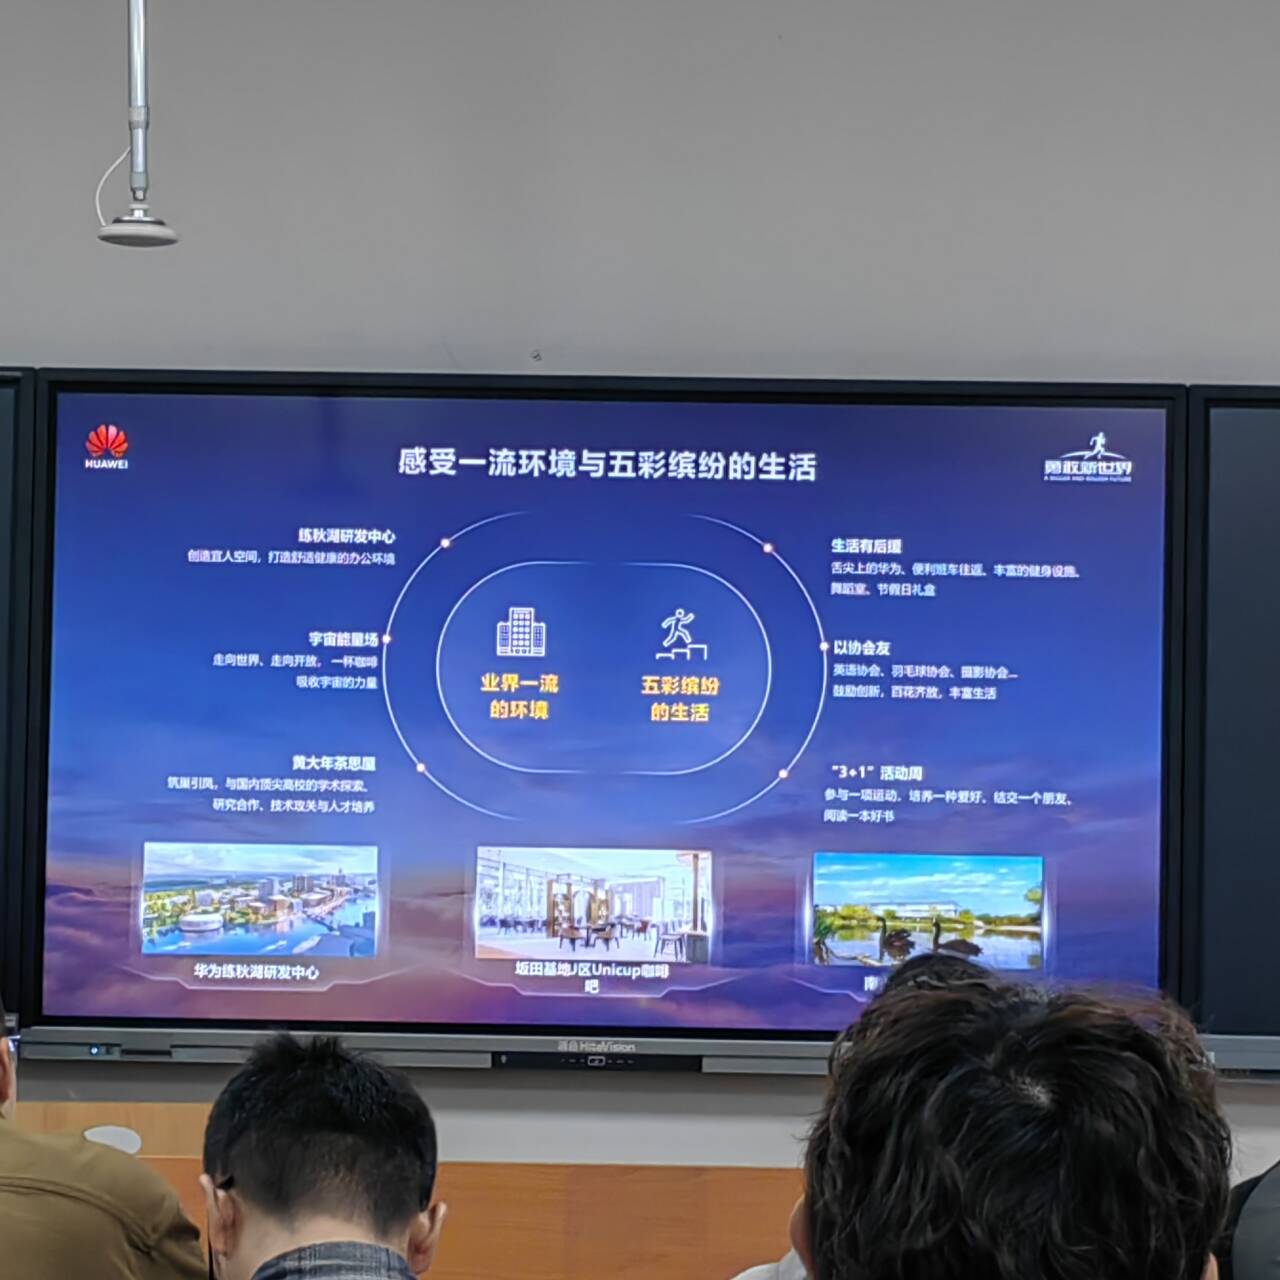 HUAWEI
感受一流环境与五彩缤纷的生活
勇敢新世界
练秋湖研发中心
创造宜人空间，打造舒适健康的办公环境
宇宙能量场
走向世界、走向开放， 一杯咖啡
吸收宇宙的力量
黄大年茶思屋
筑巢引凤，与国内顶尖高校的学术探索、
研究合作、技术攻关与人才培养
业界一流
的环境
五彩缤纷
的生活
生活有后援
舌尖上的华为、便利班车往返、丰富的健身设施、
舞蹈室、节假日礼盒
以协会友
英语协会、羽毛球协会、摄影协会...
鼓励创新，百花齐放，丰富生活
“3+1”活动周
参与一项运动、培养一种爱好、结交一个朋友、
阅读一本好书
华为练秋湖研发中心
坂田基地J区Unicup咖啡
吧
南
HiteVision